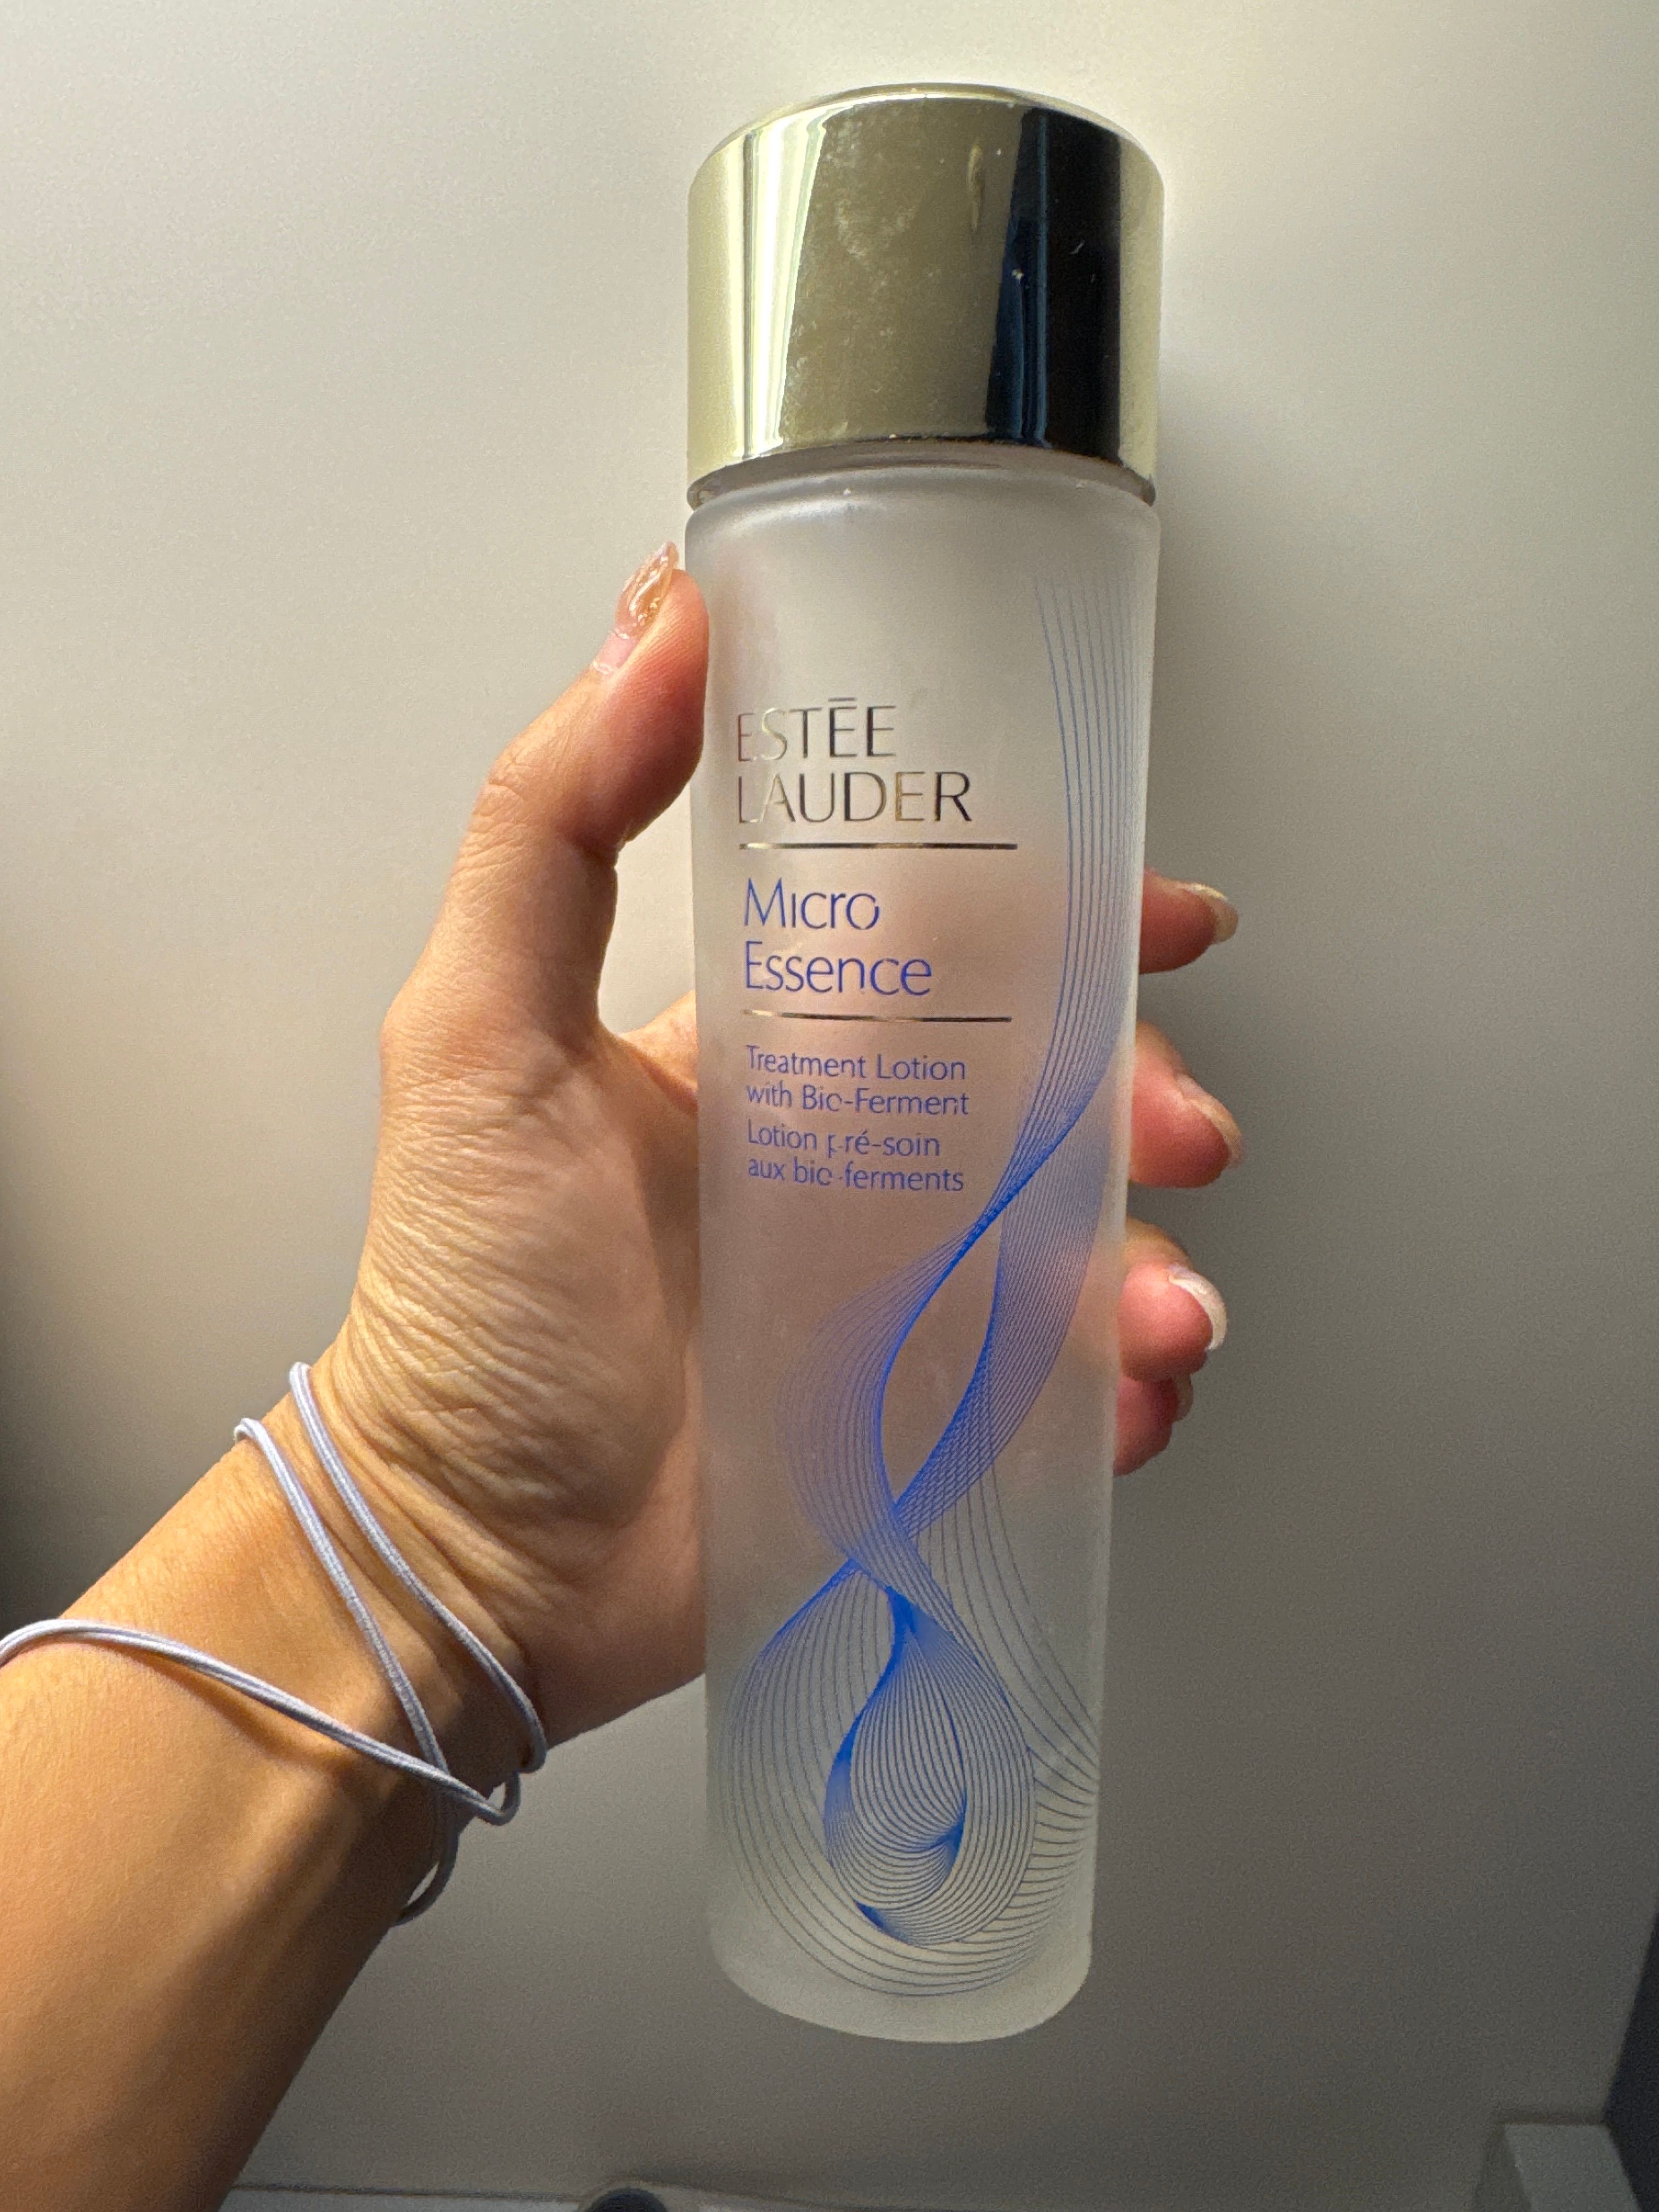 ESTĒE
LAUDER
Micro
Essence
Treatment Lotion
with Bio-Ferment
Lotion pré-soin
aux bio-ferments